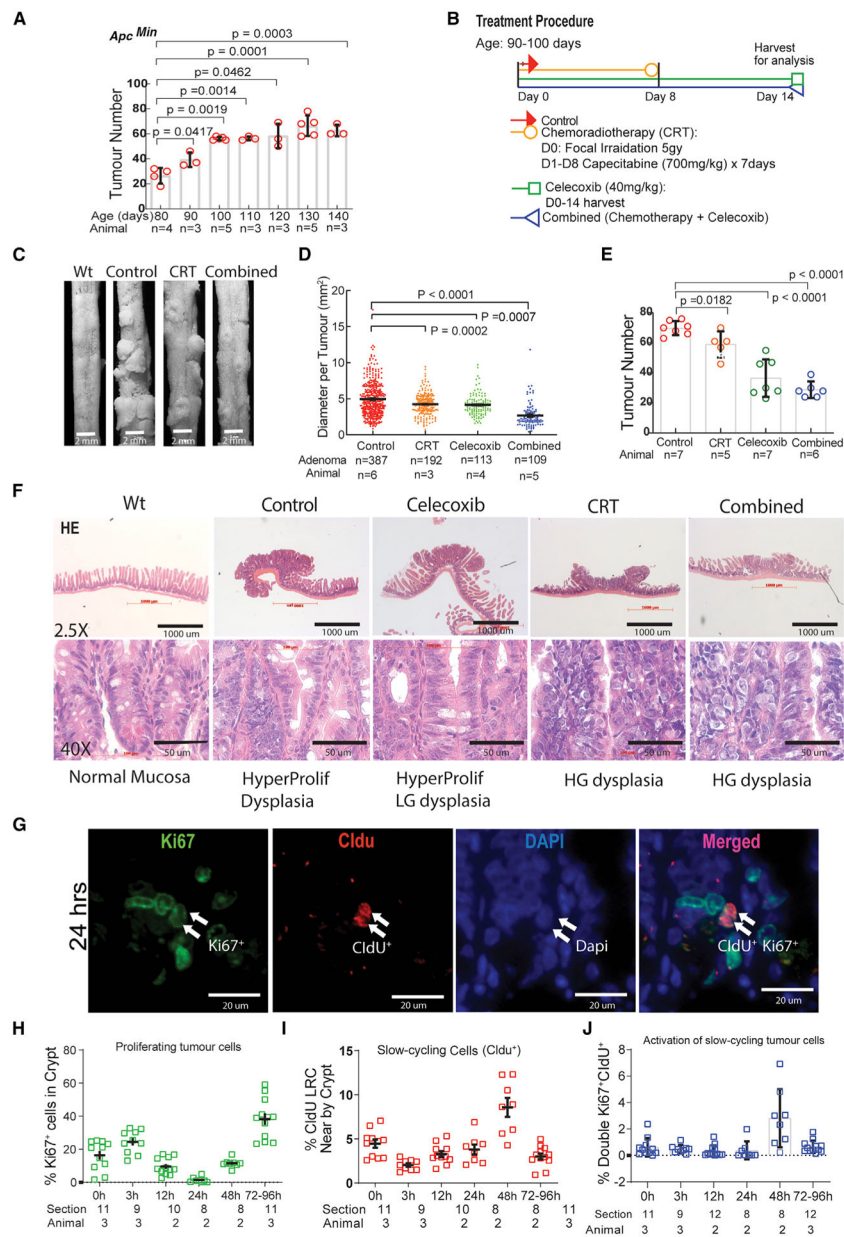 A
Apc Min
p = 0.0003
p = 0.0001
p= 0.0462
p =0.0014
p = 0.0019
p = 0.0417
Tumour Number
100
80
60
40
20
0
Age (days) 80 90 100 110 120 130 140
Animal n=4 n=3 n=5 n=3 n=3 n=5 n=3
B
Treatment Procedure
Age: 90-100 days
Harvest
for analysis
Day 0 Day 8 Day 14
Control
Chemoradiotherapy (CRT):
D0: Focal Irraidation 5gy
D1-D8 Capecitabine (700mg/kg) x 7days
Celecoxib (40mg/kg):
D0-14 harvest
Combined (Chemotherapy + Celecoxib)
C
Wt Control CRT Combined
2 mm 2 mm 2 mm 2 mm
D
P < 0.0001
P =0.0007
P = 0.0002
Diameter per Tumour (mm²)
20
15
10
5
0
Control CRT Celecoxib Combined
Adenoma n=387 n=192 n=113 n=109
Animal n=6 n=3 n=4 n=5
E
p < 0.0001
p < 0.0001
p =0.0182
Tumour Number
80
60
40
20
0
Control CRT Celecoxib Combined
Animal n=7 n=5 n=7 n=6
F
Wt Control Celecoxib CRT Combined
HE
2.5X
1000 um 1000 um 1000 um 1000 um 1000 um
40X
50 um 50 um 50 um 50 um 50 um
Normal Mucosa
HyperProlif
Dysplasia
HyperProlif
LG dysplasia
HG dysplasia
HG dysplasia
G
24 hrs
Ki67 Cldu DAPI Merged
Ki67⁺ CldU⁺ Dapi CldU⁺ Ki67⁺
20 um 20 um 20 um 20 um
H
Proliferating tumour cells
% Ki67⁺ cells in Crypt
80
60
40
20
0
0h 3h 12h 24h 48h 72-96h
Section 11 9 10 8 8 11
Animal 3 3 2 2 2 3
I
Slow-cycling Cells (Cldu⁺)
% CldU LRC
Near by Crypt
15
10
5
0
0h 3h 12h 24h 48h 72-96h
Section 11 9 10 8 8 11
Animal 3 3 2 2 2 3
J
Activation of slow-cycling tumour cells
% Double Ki67⁺CldU⁺
8
6
4
2
0
-2
0h 3h 12h 24h 48h 72-96h
Section 11 9 12 8 8 12
Animal 3 3 2 2 2 3